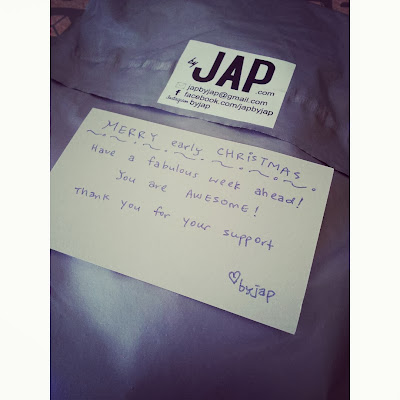 by JAP.com
japbyjap@gmail.com
facebook.com/japbyjap
Instagram byjap
MERRY early CHRISTMAS
Have a fabulous week ahead!
You are AWESOME!
Thank you for your support
♡byjap